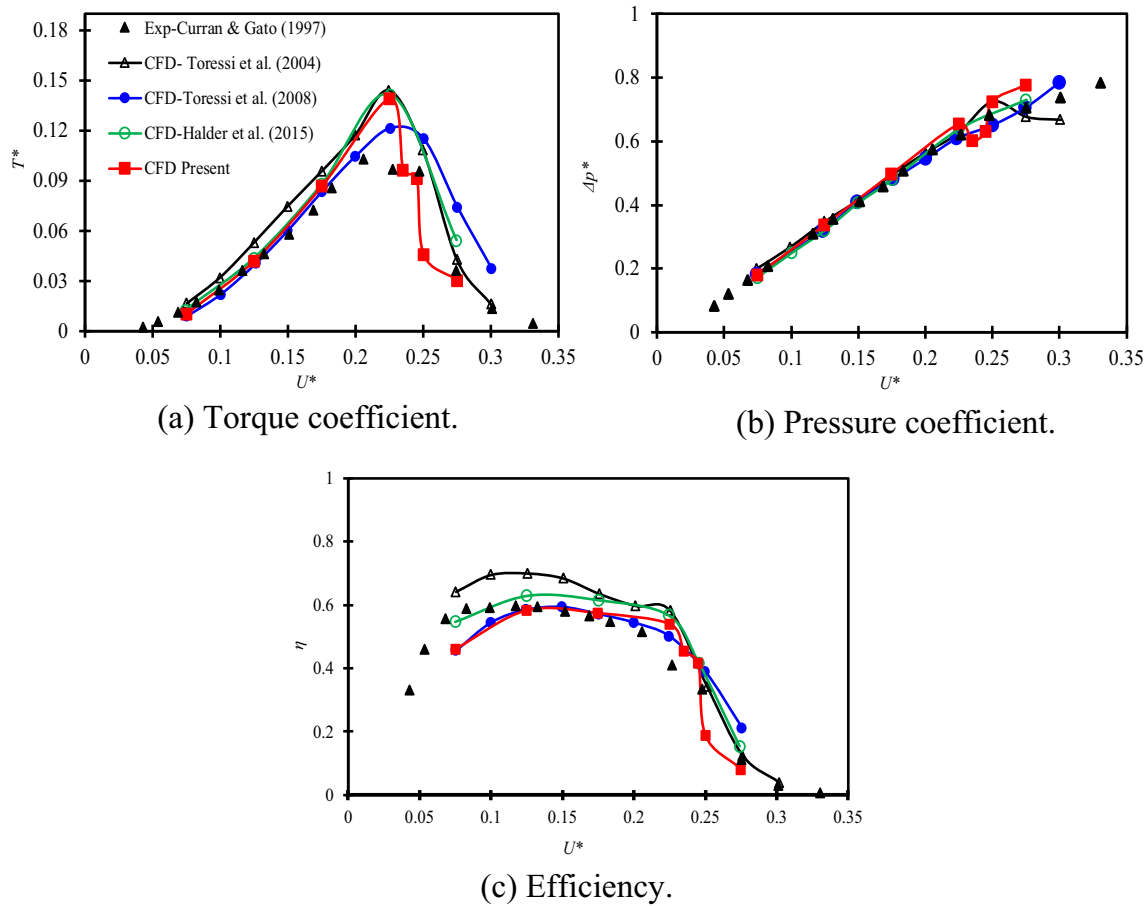 0.18
0.15
0.12
0.09
0.06
0.03
0
T*
Exp-Curran & Gato (1997)
CFD- Toressi et al. (2004)
CFD-Toressi et al. (2008)
CFD-Halder et al. (2015)
CFD Present
0 0.05 0.1 0.15 0.2 0.25 0.3 0.35
U*
(a) Torque coefficient.
1
0.8
0.6
0.4
0.2
0
Δp*
0 0.05 0.1 0.15 0.2 0.25 0.3 0.35
U*
(b) Pressure coefficient.
1
0.8
0.6
0.4
0.2
0
η
0 0.05 0.1 0.15 0.2 0.25 0.3 0.35
U*
(c) Efficiency.